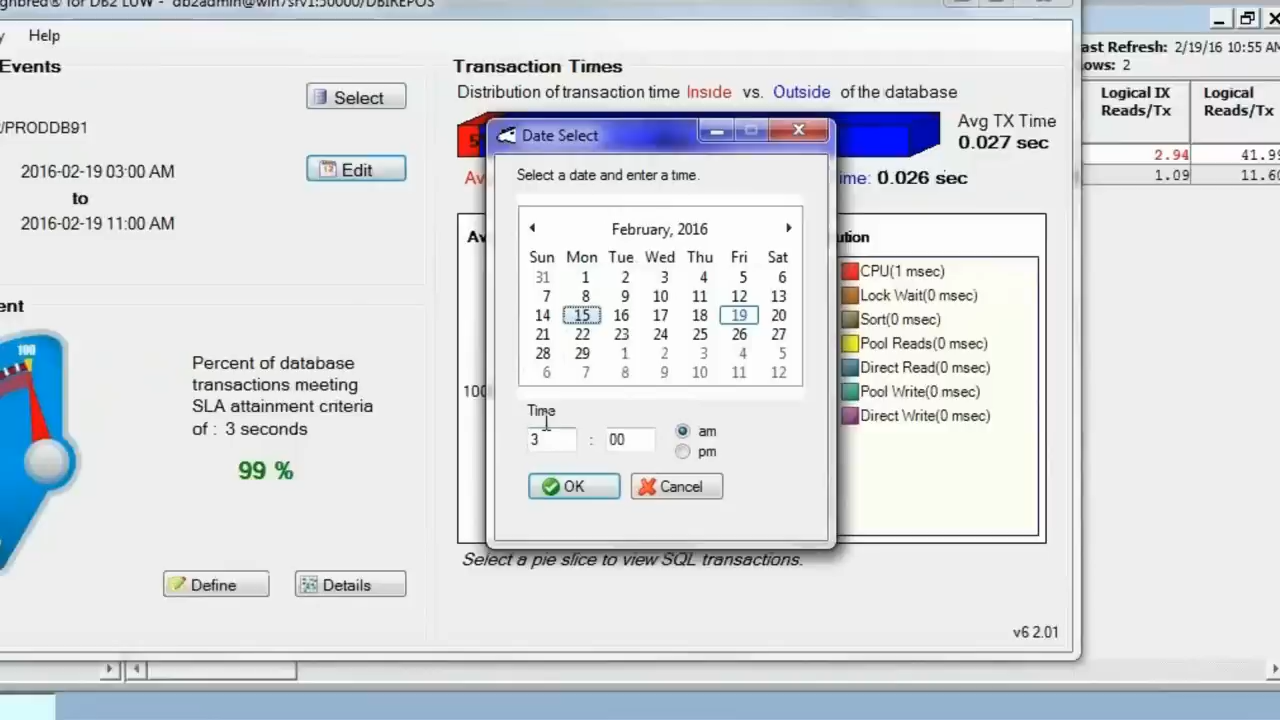 for DB2 LUW - db2admin@win7srv1:50000/DBIREPOS
Help
Events
Select
/PRODDB91
2016-02-19 03:00 AM
to
2016-02-19 11:00 AM
Edit
100
Percent of database
transactions meeting
SLA attainment criteria
of : 3 seconds
99 %
Define
Details
Transaction Times
Distribution of transaction time Inside vs. Outside of the database
Avg TX Time
0.027 sec
0.026 sec
Date Select
Select a date and enter a time.
February, 2016
Sun Mon Tue Wed Thu Fri Sat
31 1 2 3 4 5 6
7 8 9 10 11 12 13
14 15 16 17 18 19 20
21 22 23 24 25 26 27
28 29 1 2 3 4 5
6 7 8 9 10 11 12
Time
3 : 00
am
pm
OK
Cancel
100
CPU(1 msec)
Lock Wait(0 msec)
Sort(0 msec)
Pool Reads(0 msec)
Direct Read(0 msec)
Pool Write(0 msec)
Direct Write(0 msec)
Select a pie slice to view SQL transactions.
v6 2.01
ast Refresh: 2/19/16 10:55 AM
ows: 2
Logical IX Reads/Tx
Logical Reads/Tx
2.94 41.99
1.09 11.60